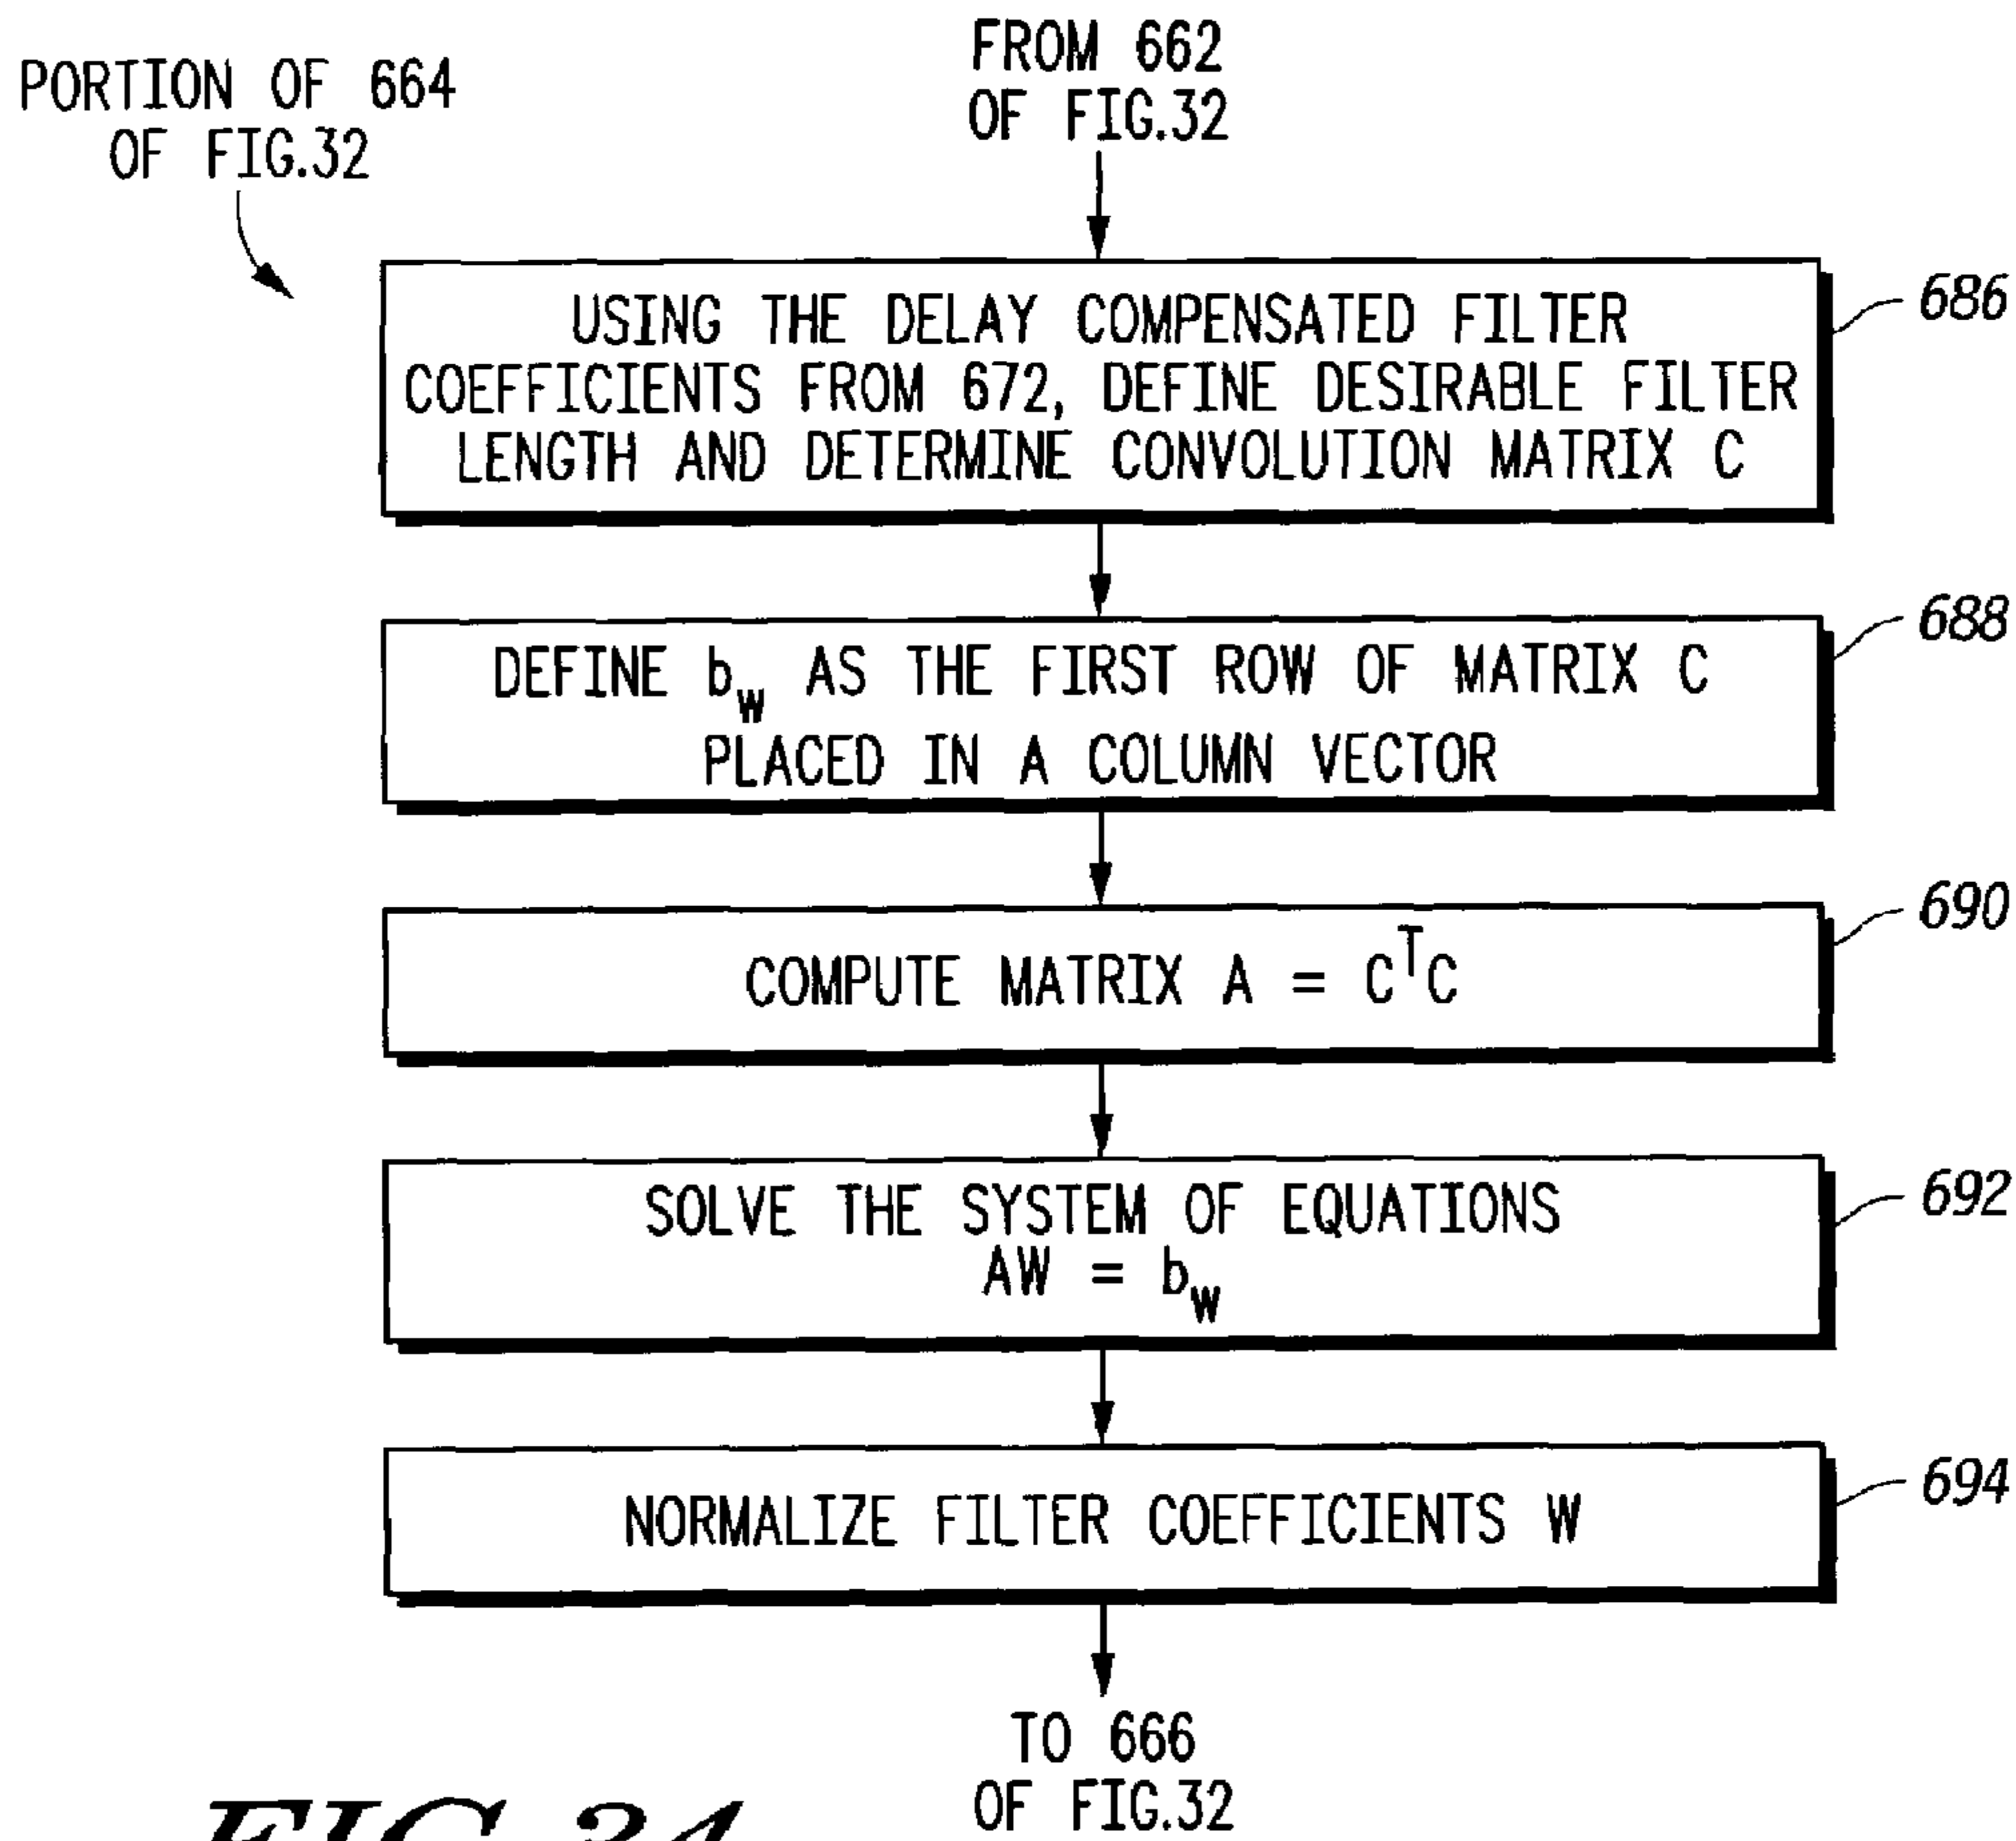 PORTION OF 664
OF FIG.32
FROM 662
OF FIG.32
USING THE DELAY COMPENSATED FILTER
COEFFICIENTS FROM 672, DEFINE DESIRABLE FILTER
LENGTH AND DETERMINE CONVOLUTION MATRIX C
686
DEFINE b_w AS THE FIRST ROW OF MATRIX C
PLACED IN A COLUMN VECTOR
688
COMPUTE MATRIX A = C^T C
690
SOLVE THE SYSTEM OF EQUATIONS
AW = b_w
692
NORMALIZE FILTER COEFFICIENTS W
694
TO 666
OF FIG.32